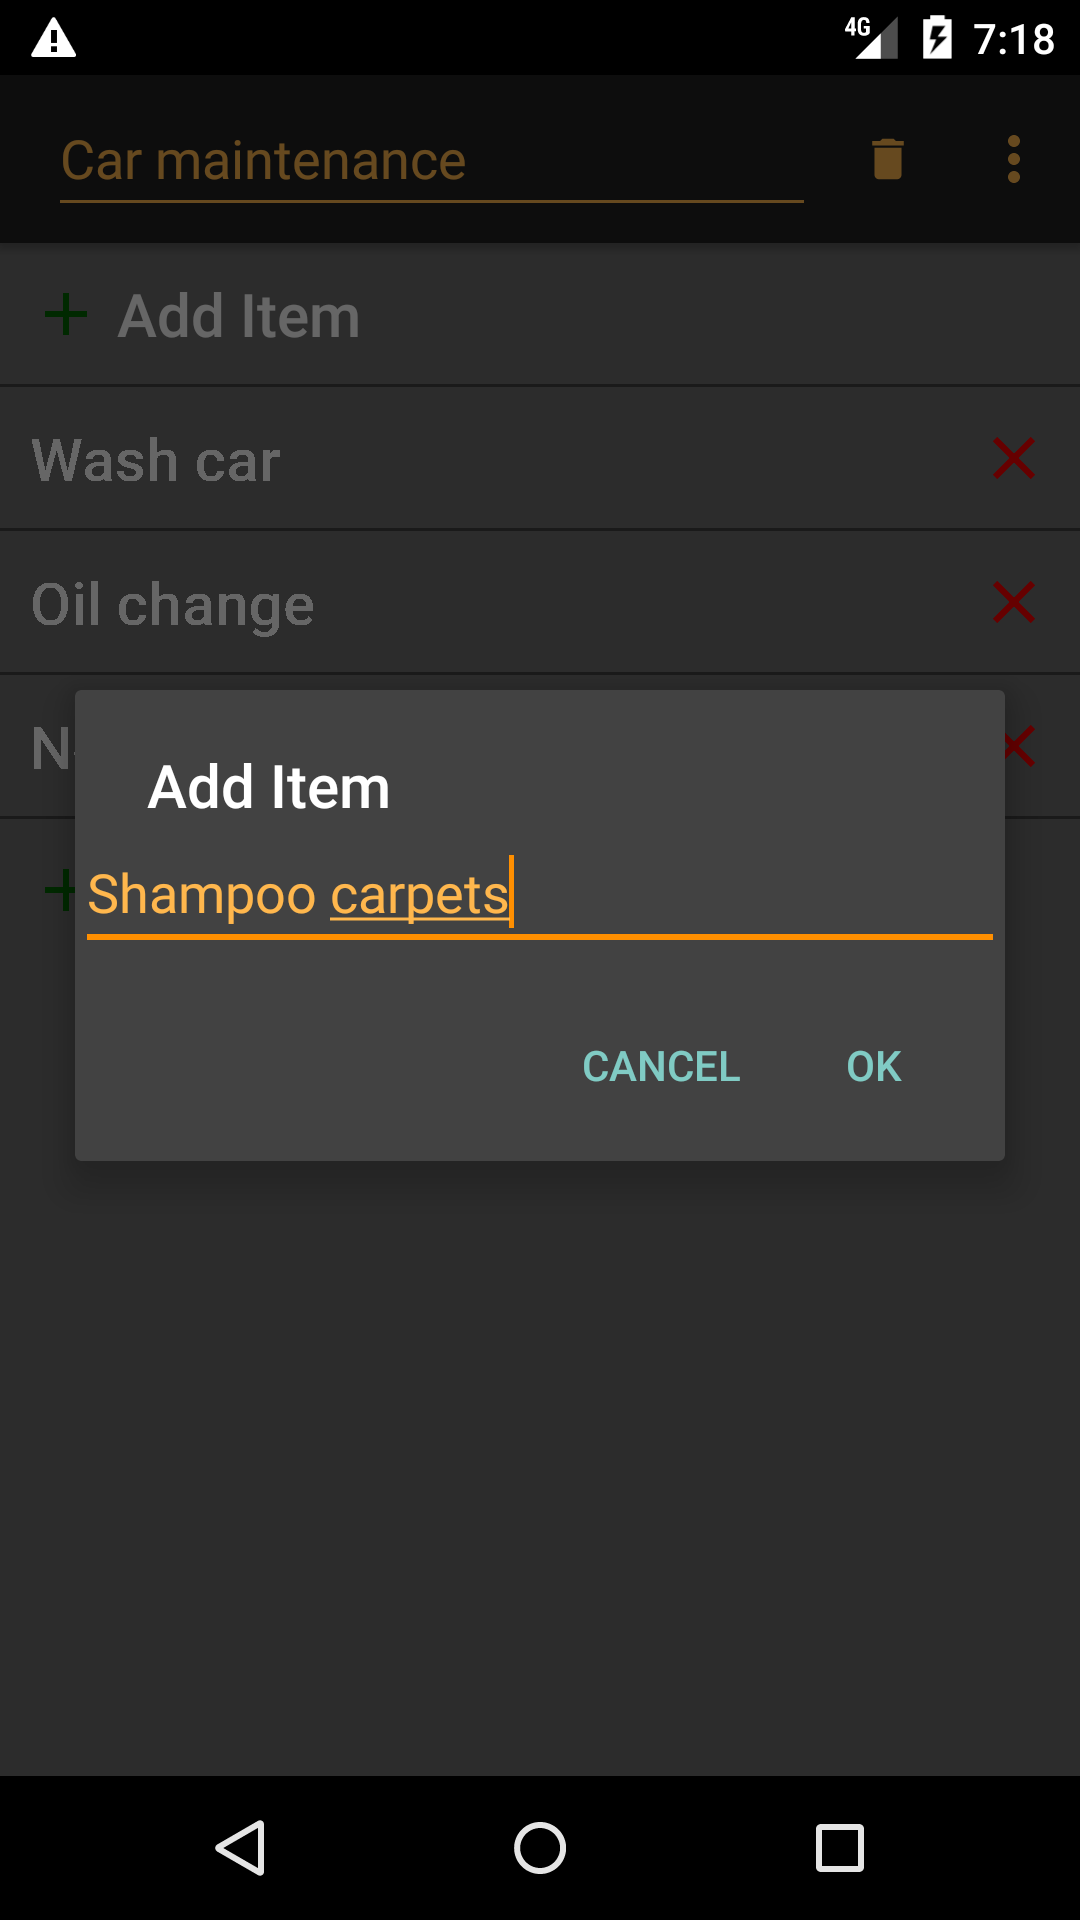 4G 7:18
Car maintenance
Add Item
Wash car
Oil change
Add Item
Shampoo carpets
CANCEL OK